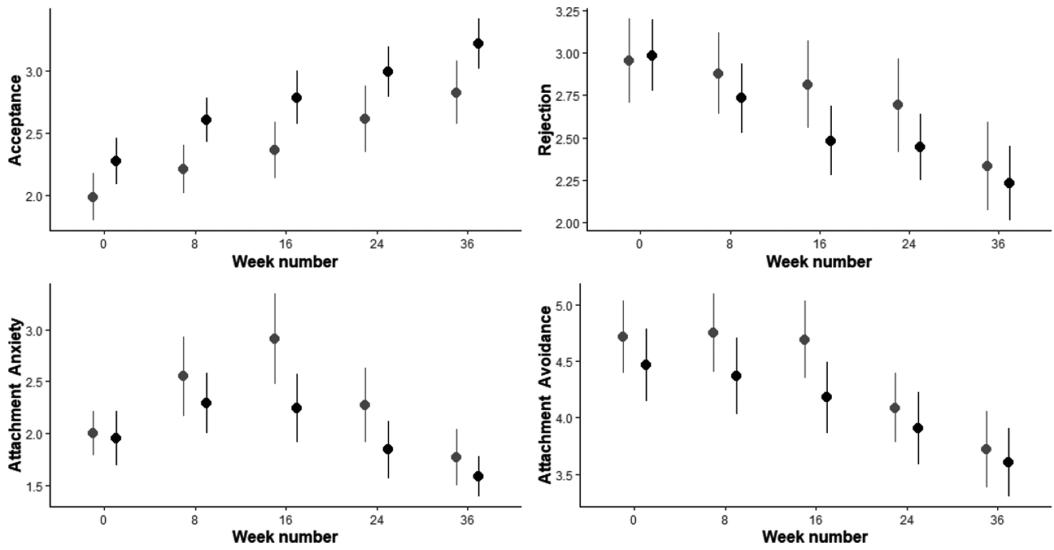 Acceptance
3.0
2.5
2.0
0 8 16 24 36
Week number
Rejection
3.25
3.00
2.75
2.50
2.25
2.00
0 8 16 24 36
Week number
Attachment Anxiety
3.0
2.5
2.0
1.5
0 8 16 24 36
Week number
Attachment Avoidance
5.0
4.5
4.0
3.5
0 8 16 24 36
Week number